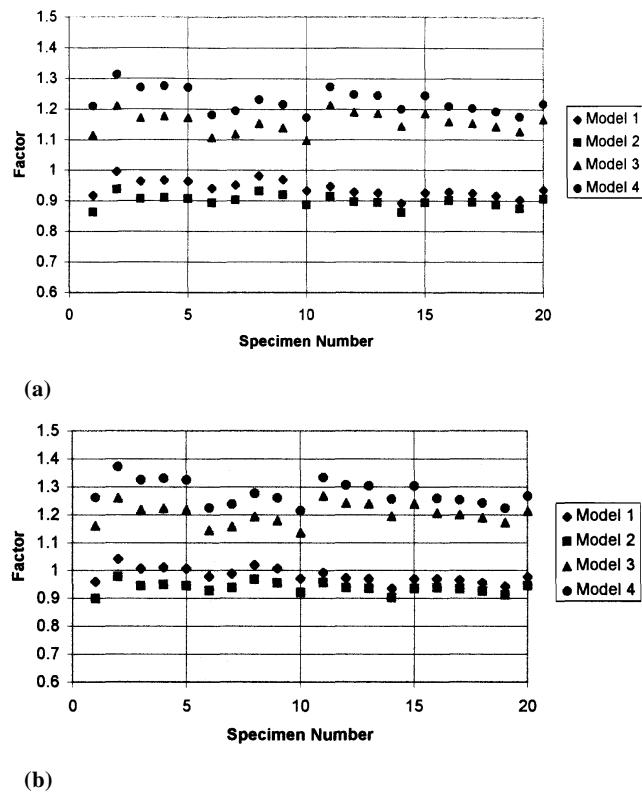 1.5
1.4
1.3
1.2
1.1
1
0.9
0.8
0.7
0.6
Factor
0 5 10 15 20
Specimen Number
Model 1
Model 2
Model 3
Model 4
(a)
1.5
1.4
1.3
1.2
1.1
1
0.9
0.8
0.7
0.6
Factor
0 5 10 15 20
Specimen Number
Model 1
Model 2
Model 3
Model 4
(b)